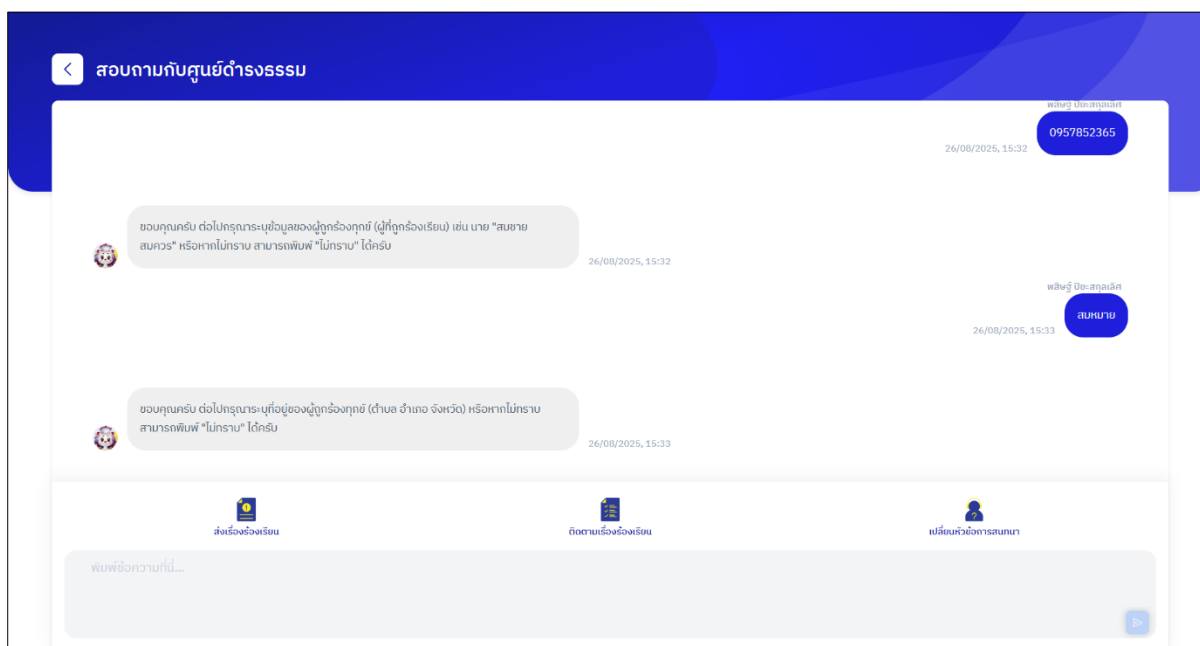 สอบถามกับศูนย์ดำรงธรรม
พสิษฐ์ ปิยะสกุลเลิศ
0957852365
26/08/2025, 15:32
ขอบคุณครับ ต่อไปกรุณาระบุข้อมูลของผู้ถูกร้องทุกข์ (ผู้ที่ถูกร้องเรียน) เช่น นาย "สมชาย
สมควร" หรือหากไม่ทราบ สามารถพิมพ์ "ไม่ทราบ" ได้ครับ
26/08/2025, 15:32
พสิษฐ์ ปิยะสกุลเลิศ
สมหมาย
26/08/2025, 15:33
ขอบคุณครับ ต่อไปกรุณาระบุที่อยู่ของผู้ถูกร้องทุกข์ (ตำบล อำเภอ จังหวัด) หรือหากไม่ทราบ
สามารถพิมพ์ "ไม่ทราบ" ได้ครับ
26/08/2025, 15:33
ส่งเรื่องร้องเรียน
ติดตามเรื่องร้องเรียน
เปลี่ยนหัวข้อการสนทนา
พิมพ์ข้อความที่นี่...